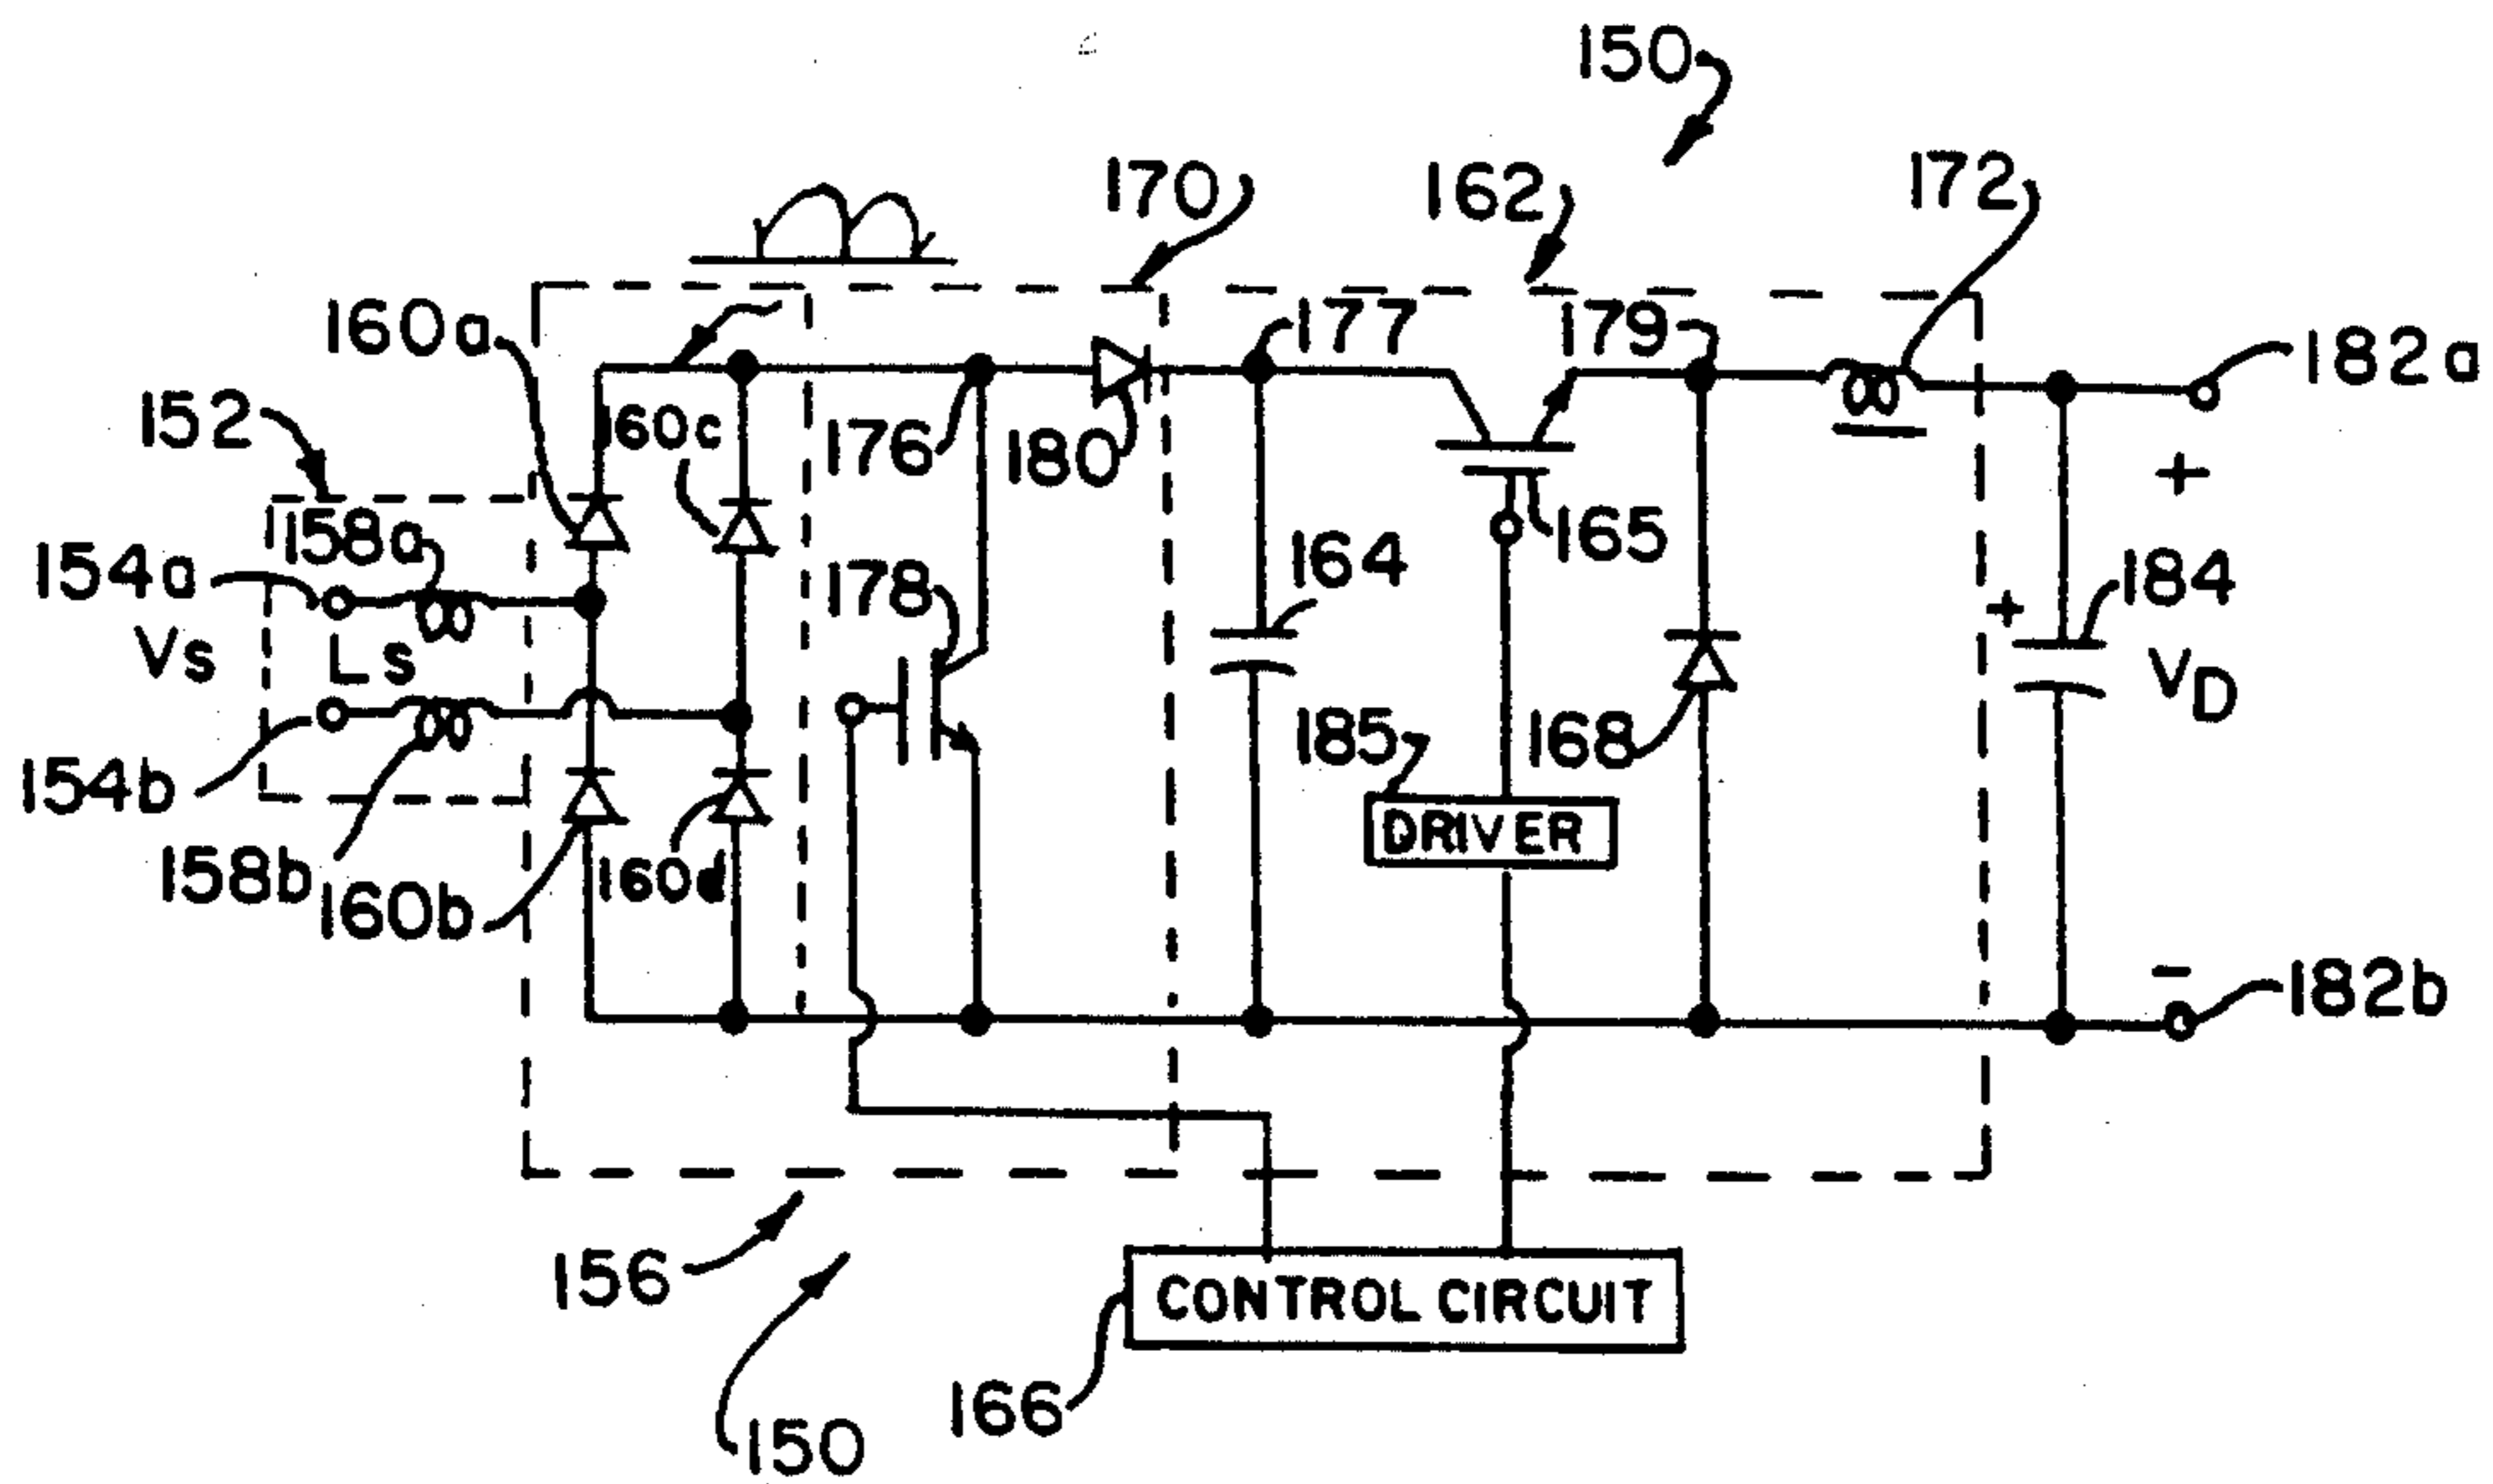 150
170
162
172
160a
177
179
182a
152
160c
176
180
+
158a
165
154a
164
178
+
184
Vs
Ls
VD
185
168
154b
DRIVER
158b
160b
160d
-
182b
156
CONTROL CIRCUIT
166
150